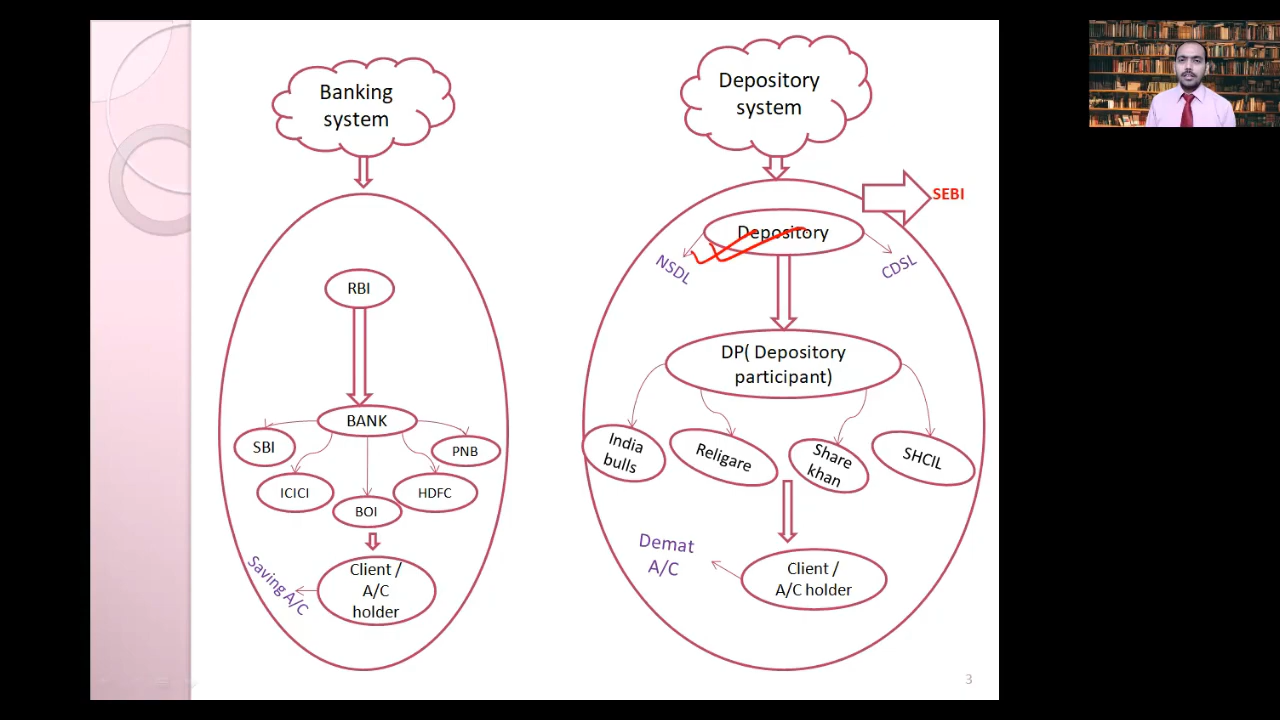 Banking
system
RBI
BANK
SBI
PNB
ICICI
HDFC
BOI
Client /
A/C
holder
Saving A/C
Depository
system
SEBI
Depository
NSDL
CDSL
DP( Depository
participant)
India
bulls
Religare
Share
khan
SHCIL
Demat
A/C
Client /
A/C holder
3